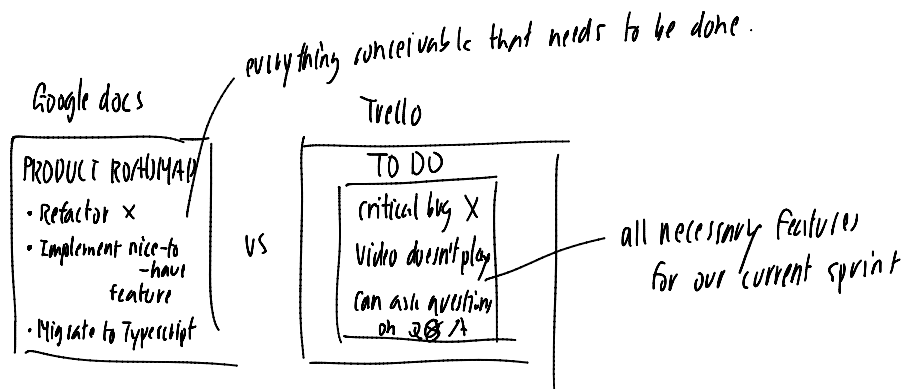 everything conceivable that needs to be done.
Google docs
PRODUCT ROADMAP
• Refactor X
• Implement nice-to
-have
feature
• Migrate to Typescript
vs
Trello
TO DO
critical bug X
Video doesn't play
Can ask questions
on Q& A
all necessary features
for our current sprint